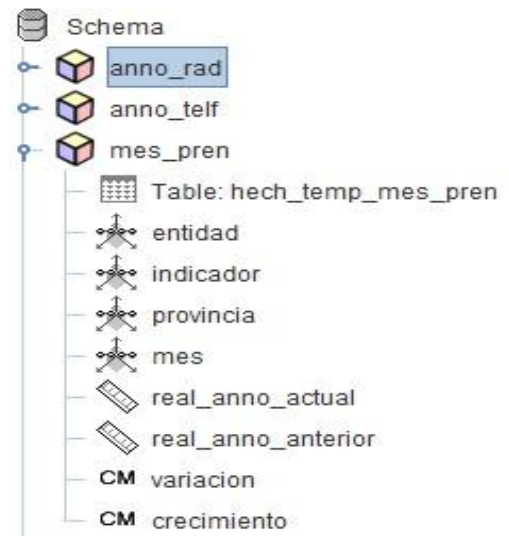 Schema
anno_rad
anno_telf
mes_pren
Table: hech_temp_mes_pren
entidad
indicador
provincia
mes
real_anno_actual
real_anno_anterior
CM variacion
CM crecimiento